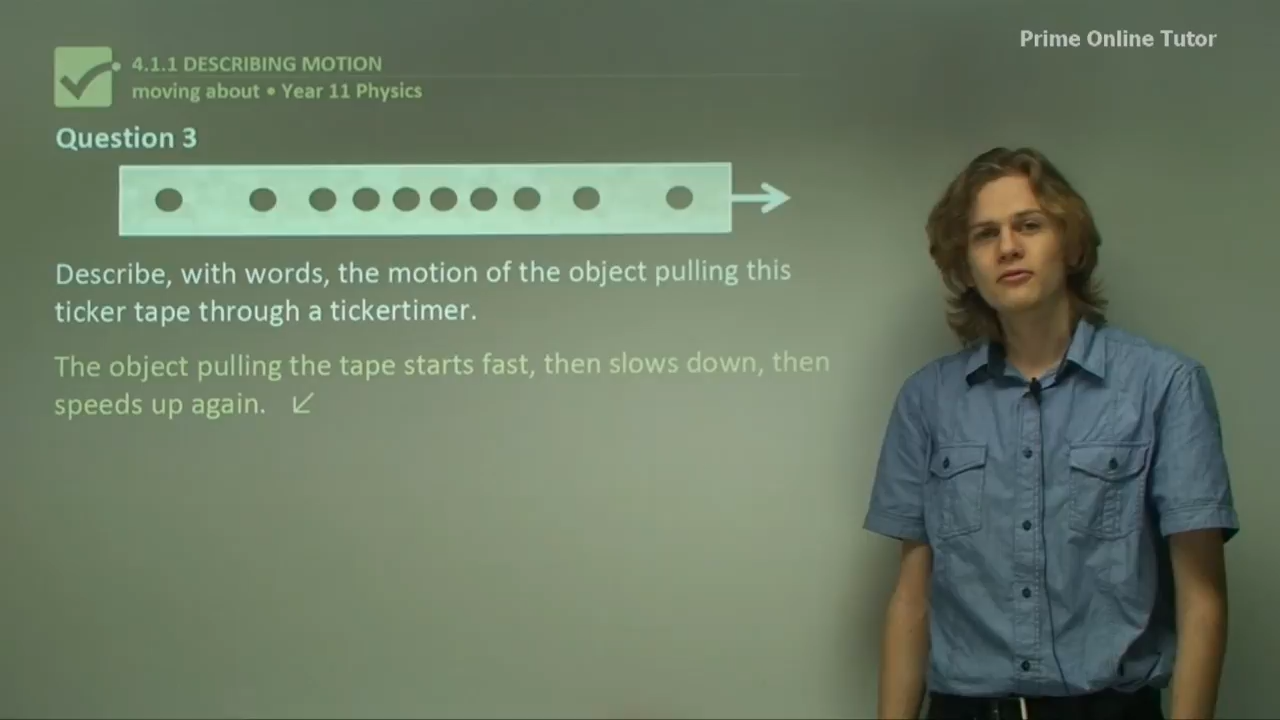 Prime Online Tutor
4.1.1 DESCRIBING MOTION
moving about • Year 11 Physics
Question 3
Describe, with words, the motion of the object pulling this
ticker tape through a tickertimer.
The object pulling the tape starts fast, then slows down, then
speeds up again.